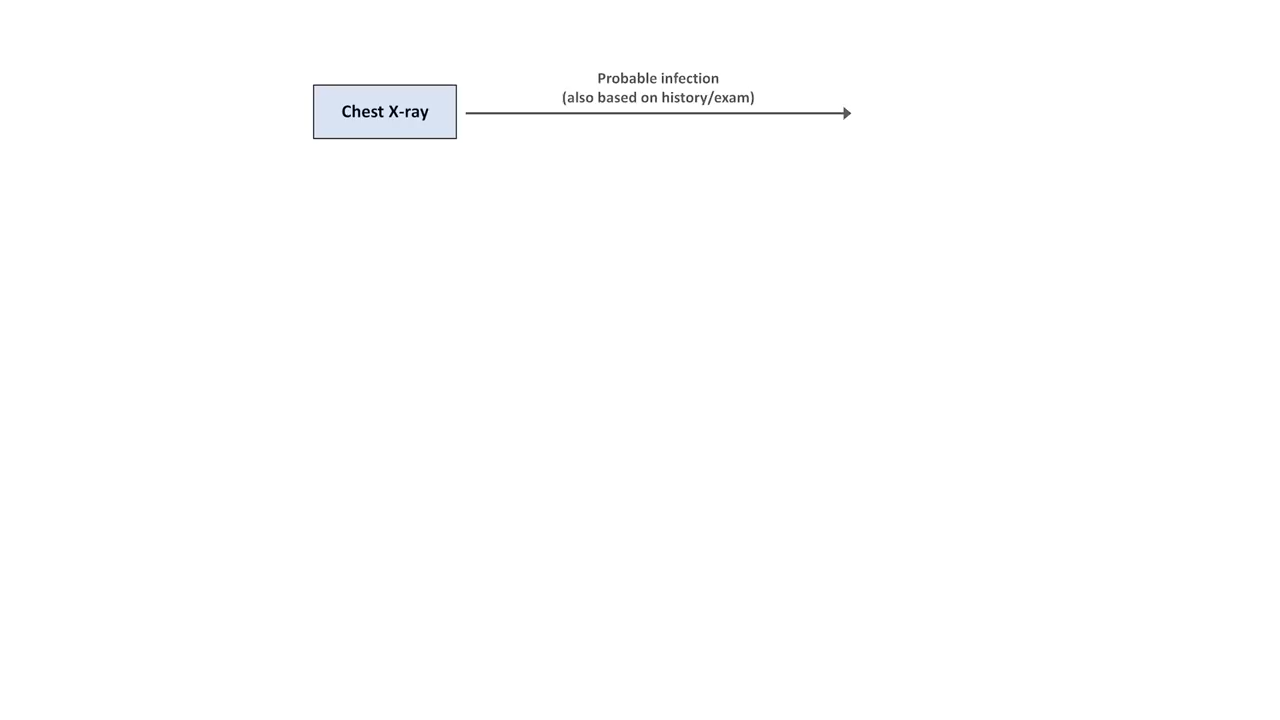 Chest X-ray
Probable infection
(also based on history/exam)